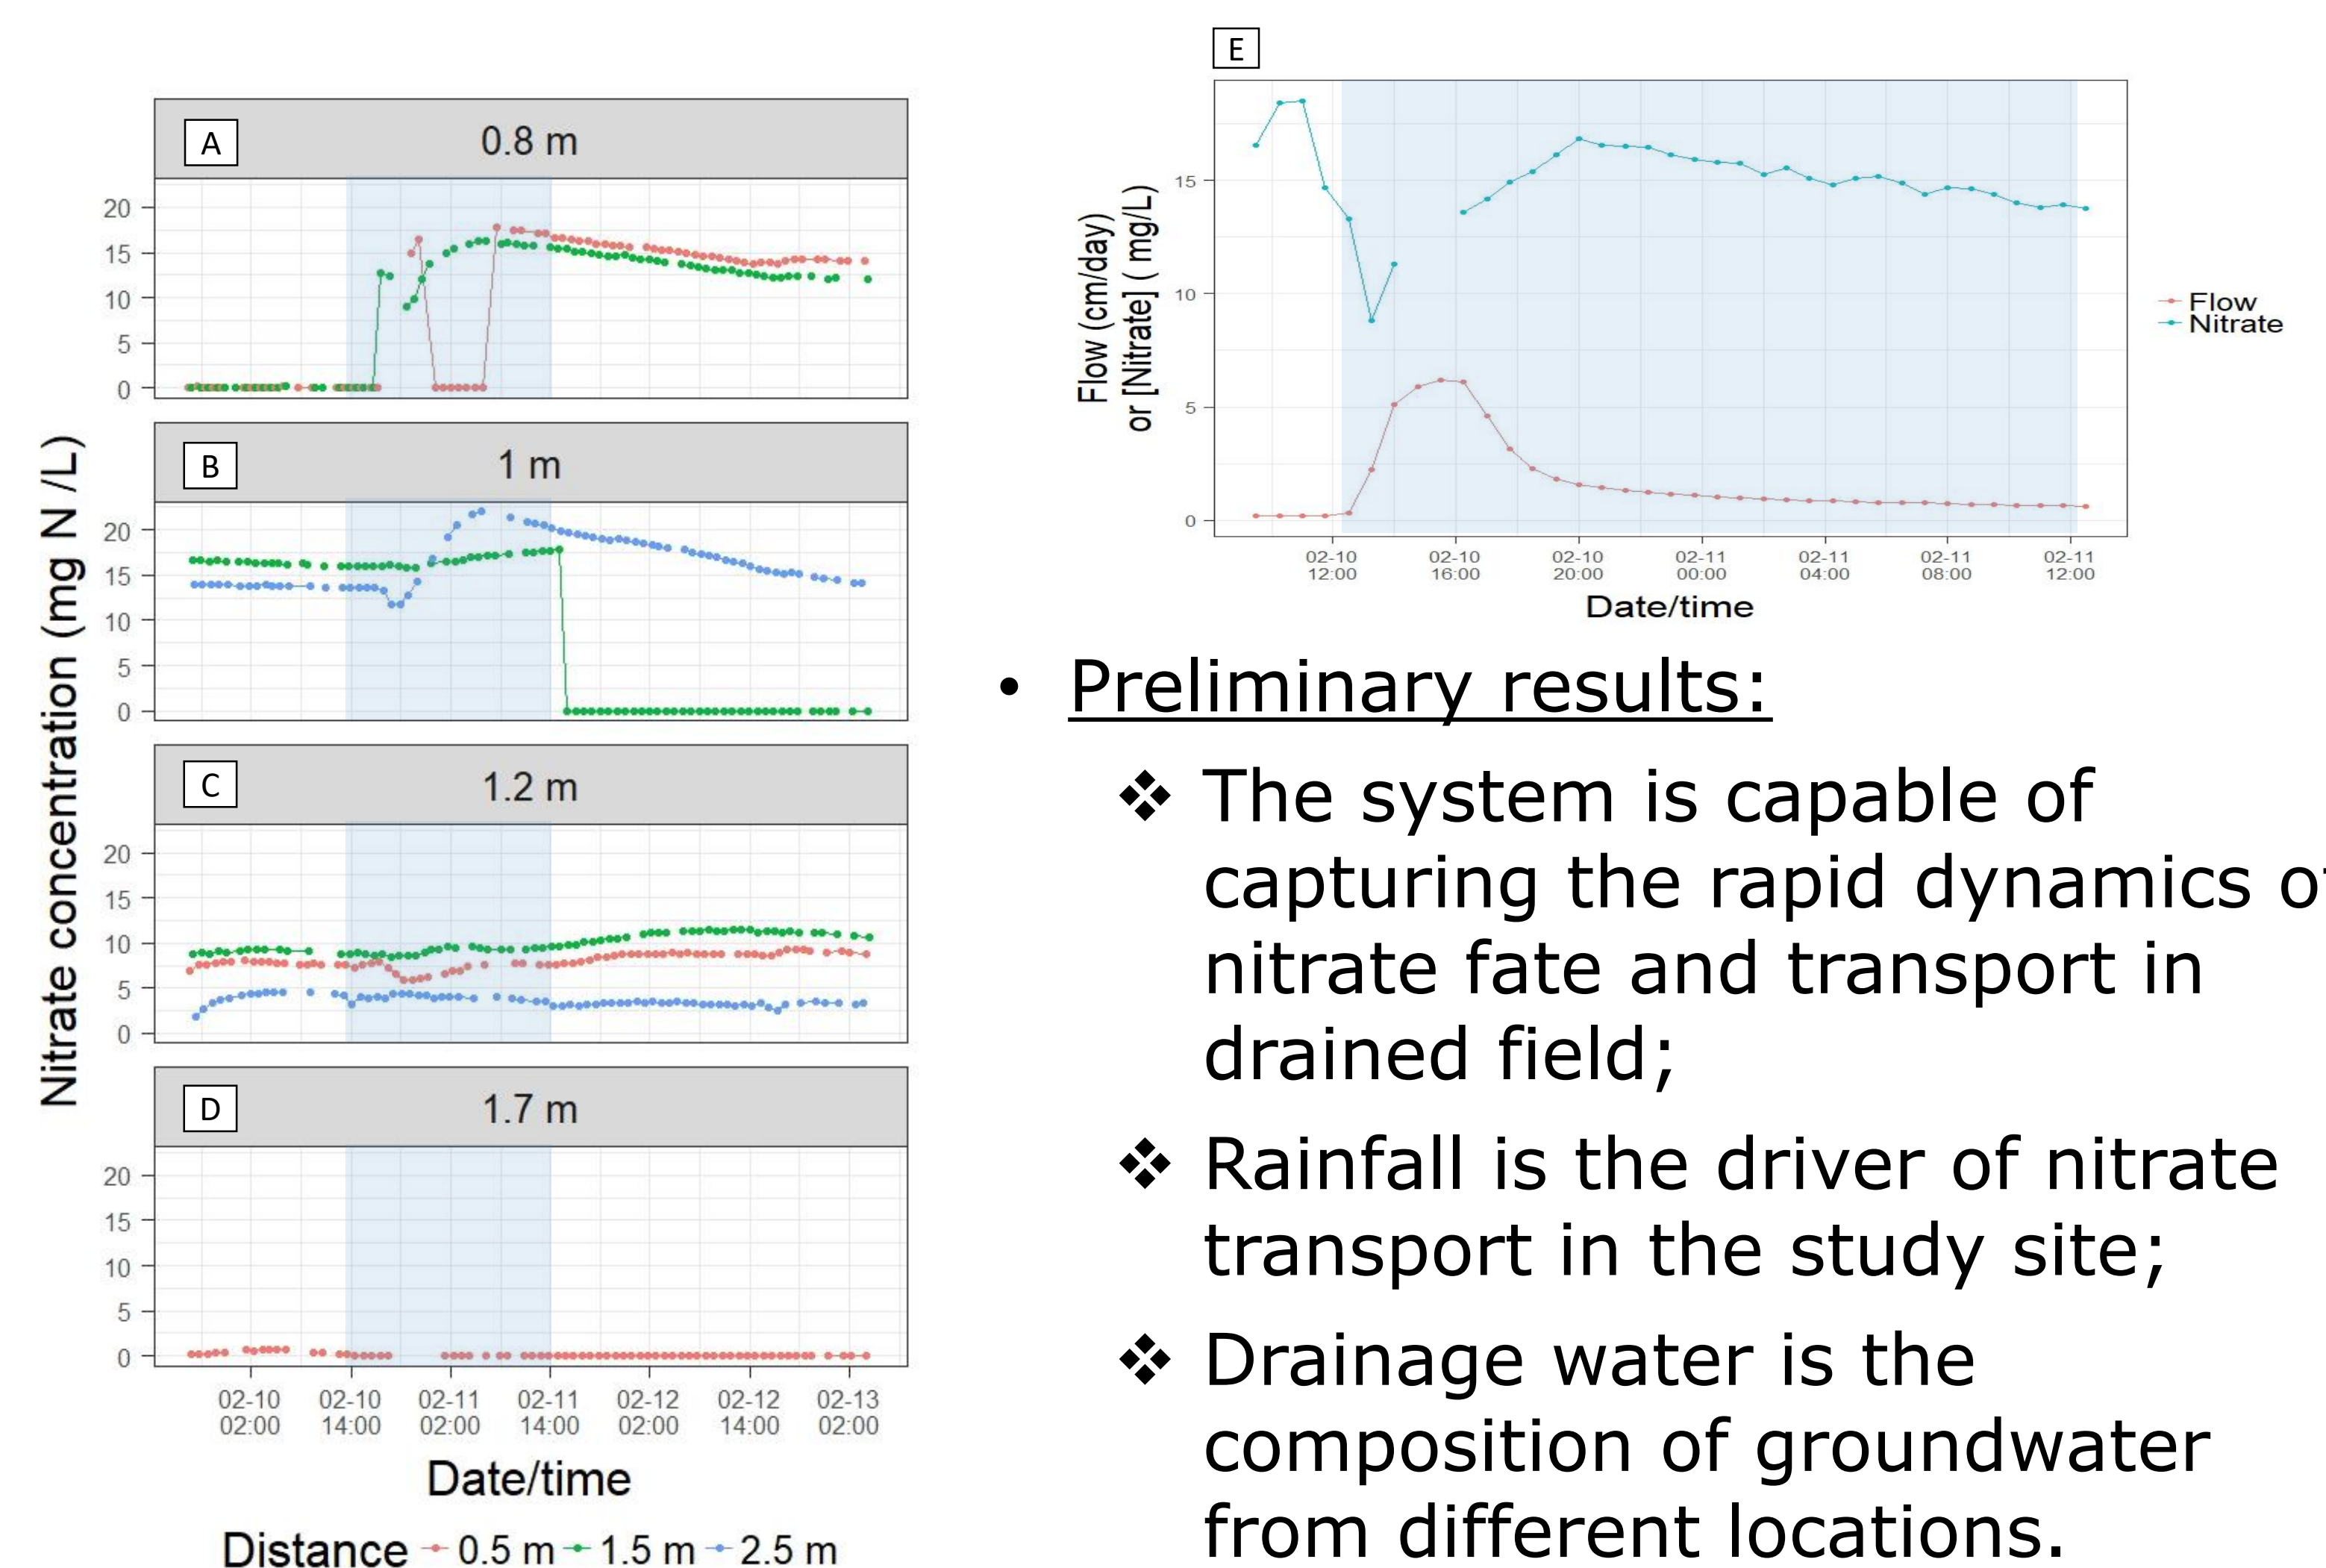 A
0.8 m
20
15
10
5
0
B
1 m
20
15
10
5
0
C
1.2 m
20
15
10
5
0
D
1.7 m
20
15
10
5
0
Nitrate concentration (mg N /L)
02-10 02-10 02-11 02-11 02-12 02-12 02-13
02:00 14:00 02:00 14:00 02:00 14:00 02:00
Date/time
Distance 0.5 m 1.5 m 2.5 m
E
Flow (cm/day)
or [Nitrate] ( mg/L)
15
10
5
0
02-10 02-10 02-10 02-11 02-11 02-11 02-11
12:00 16:00 20:00 00:00 04:00 08:00 12:00
Date/time
Flow
Nitrate
• Preliminary results:
❖ The system is capable of
capturing the rapid dynamics of
nitrate fate and transport in
drained field;
❖ Rainfall is the driver of nitrate
transport in the study site;
❖ Drainage water is the
composition of groundwater
from different locations.